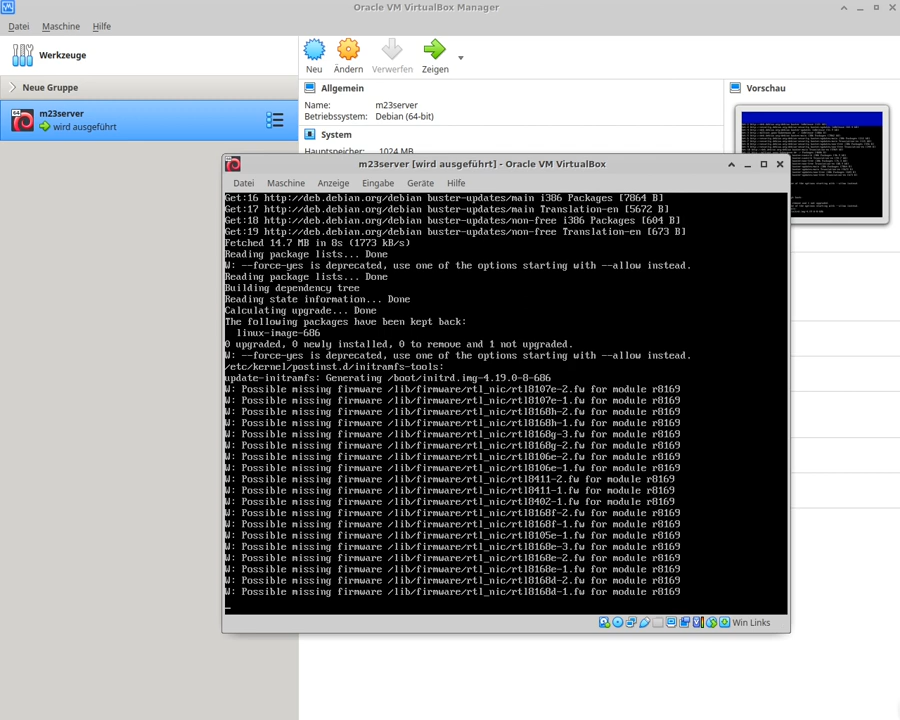 Oracle VM VirtualBox Manager
Datei Maschine Hilfe
Werkzeuge
Neue Gruppe
m23server
wird ausgeführt
64
Neu Ändern Verwerfen Zeigen
Allgemein
Name: m23server
Betriebssystem: Debian (64-bit)
System
Hauptspeicher: 1024 MB
Vorschau
m23server [wird ausgeführt] - Oracle VM VirtualBox
Datei Maschine Anzeige Eingabe Geräte Hilfe
Get:16 http://deb.debian.org/debian buster-updates/main i386 Packages [7864 B]
Get:17 http://deb.debian.org/debian buster-updates/main Translation-en [5672 B]
Get:18 http://deb.debian.org/debian buster-updates/non-free i386 Packages [604 B]
Get:19 http://deb.debian.org/debian buster-updates/non-free Translation-en [673 B]
Fetched 14.7 MB in 8s (1773 kB/s)
Reading package lists... Done
W: --force-yes is deprecated, use one of the options starting with --allow instead.
Reading package lists... Done
Building dependency tree
Reading state information... Done
Calculating upgrade... Done
The following packages have been kept back:
linux-image-686
0 upgraded, 0 newly installed, 0 to remove and 1 not upgraded.
W: --force-yes is deprecated, use one of the options starting with --allow instead.
/etc/kernel/postinst.d/initramfs-tools:
update-initramfs: Generating /boot/initrd.img-4.19.0-8-686
W: Possible missing firmware /lib/firmware/rtl_nic/rtl8107e-2.fw for module r8169
W: Possible missing firmware /lib/firmware/rtl_nic/rtl8107e-1.fw for module r8169
W: Possible missing firmware /lib/firmware/rtl_nic/rtl8168h-2.fw for module r8169
W: Possible missing firmware /lib/firmware/rtl_nic/rtl8168h-1.fw for module r8169
W: Possible missing firmware /lib/firmware/rtl_nic/rtl8168g-3.fw for module r8169
W: Possible missing firmware /lib/firmware/rtl_nic/rtl8168g-2.fw for module r8169
W: Possible missing firmware /lib/firmware/rtl_nic/rtl8106e-2.fw for module r8169
W: Possible missing firmware /lib/firmware/rtl_nic/rtl8106e-1.fw for module r8169
W: Possible missing firmware /lib/firmware/rtl_nic/rtl8411-2.fw for module r8169
W: Possible missing firmware /lib/firmware/rtl_nic/rtl8411-1.fw for module r8169
W: Possible missing firmware /lib/firmware/rtl_nic/rtl8402-1.fw for module r8169
W: Possible missing firmware /lib/firmware/rtl_nic/rtl8168f-2.fw for module r8169
W: Possible missing firmware /lib/firmware/rtl_nic/rtl8168f-1.fw for module r8169
W: Possible missing firmware /lib/firmware/rtl_nic/rtl8105e-1.fw for module r8169
W: Possible missing firmware /lib/firmware/rtl_nic/rtl8168e-3.fw for module r8169
W: Possible missing firmware /lib/firmware/rtl_nic/rtl8168e-2.fw for module r8169
W: Possible missing firmware /lib/firmware/rtl_nic/rtl8168e-1.fw for module r8169
W: Possible missing firmware /lib/firmware/rtl_nic/rtl8168d-2.fw for module r8169
W: Possible missing firmware /lib/firmware/rtl_nic/rtl8168d-1.fw for module r8169
Win Links